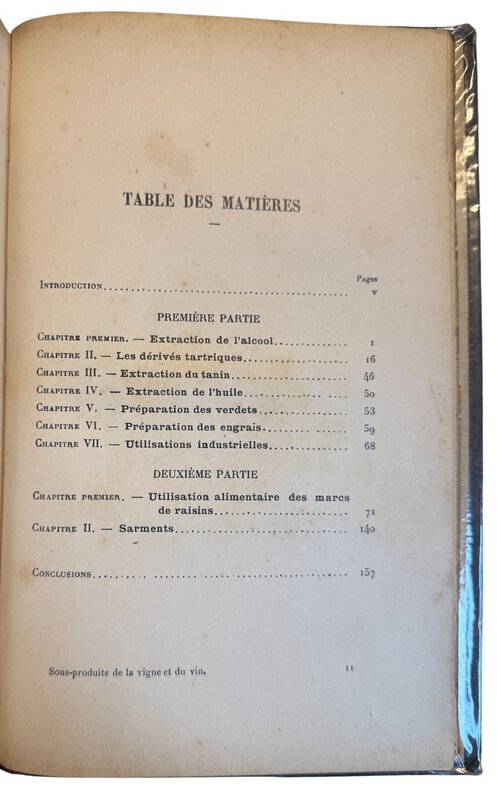 TABLE DES MATIÈRES
Pages
INTRODUCTION.................................................... v
PREMIÈRE PARTIE
CHAPITRE PREMIER. — Extraction de l'alcool............ 1
CHAPITRE II. — Les dérivés tartriques.................. 16
CHAPITRE III. — Extraction du tanin.................... 46
CHAPITRE IV. — Extraction de l'huile............ .... 50
CHAPITRE V. — Préparation des verdets................ 53
CHAPITRE VI. — Préparation des engrais..... .... 59
CHAPITRE VII. — Utilisations industrielles............. 68
DEUXIÈME PARTIE
CHAPITRE PREMIER. — Utilisation alimentaire des marcs
de raisins........................... 71
CHAPITRE II. — Sarments.................................. 140
CONCLUSIONS........... .................................. 157
Sous-produits de la vigne et du vin. 11